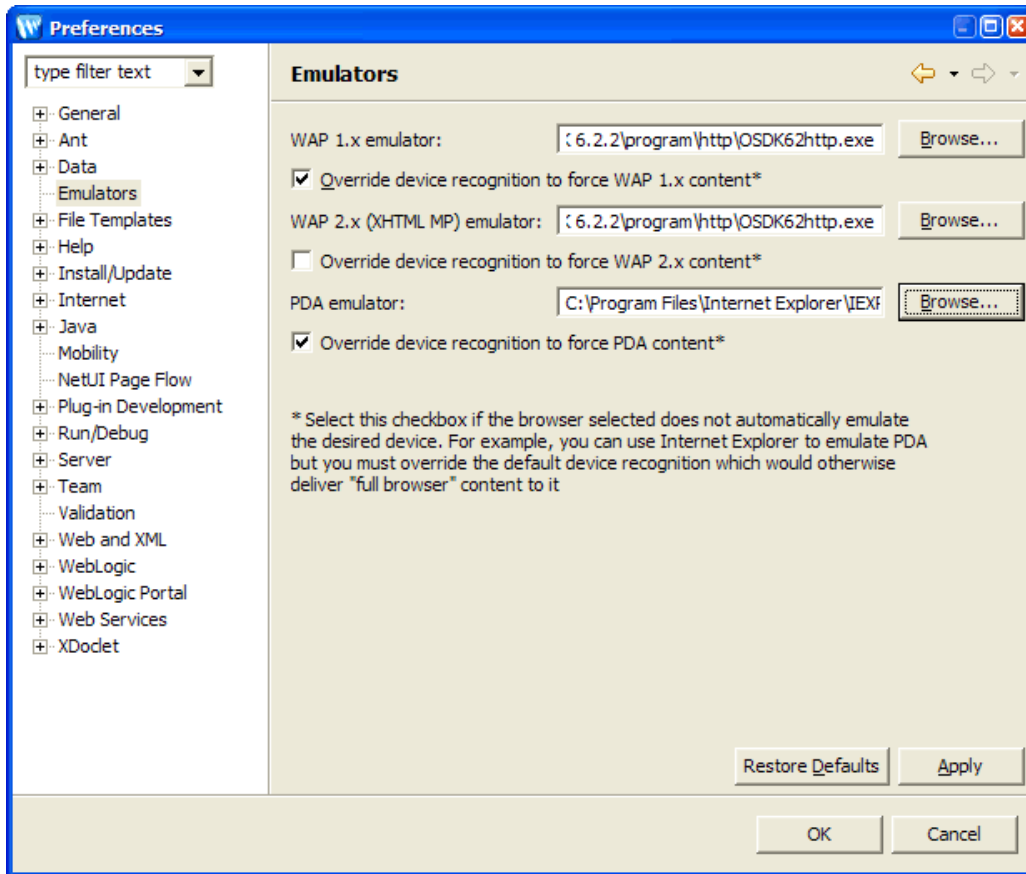 Preferences
type filter text
General
Ant
Data
Emulators
File Templates
Help
Install/Update
Internet
Java
Mobility
NetUI Page Flow
Plug-in Development
Run/Debug
Server
Team
Validation
Web and XML
WebLogic
WebLogic Portal
Web Services
XDoclet
Emulators
WAP 1.x emulator: 6.2.2\program\http\OSDK62http.exe Browse...
Override device recognition to force WAP 1.x content*
WAP 2.x (XHTML MP) emulator: 6.2.2\program\http\OSDK62http.exe Browse...
Override device recognition to force WAP 2.x content*
PDA emulator: C:\Program Files\Internet Explorer\IEXP Browse...
Override device recognition to force PDA content*
* Select this checkbox if the browser selected does not automatically emulate
the desired device. For example, you can use Internet Explorer to emulate PDA
but you must override the default device recognition which would otherwise
deliver "full browser" content to it
Restore Defaults Apply
OK Cancel